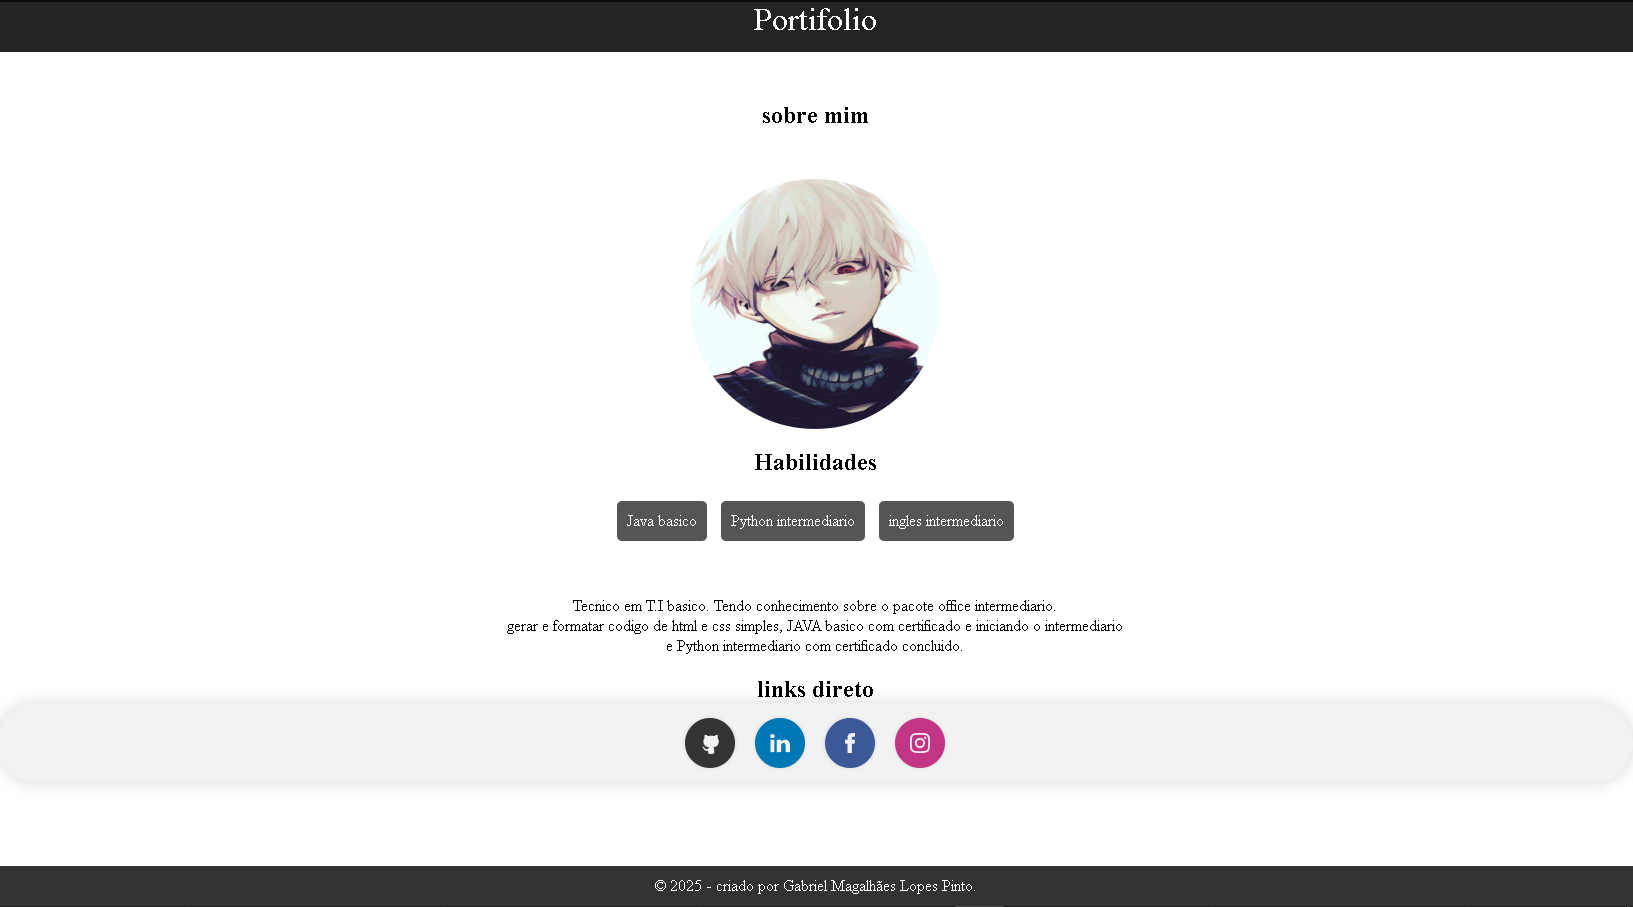 Portifolio
sobre mim
Habilidades
Java basico
Python intermediario
ingles intermediario
Tecnico em T.I basico. Tendo conhecimento sobre o pacote office intermediario.
gerar e formatar codigo de html e css simples, JAVA basico com certificado e iniciando o intermediario
e Python intermediario com certificado concluido.
links direto
in
f
© 2025 - criado por Gabriel Magalhães Lopes Pinto.